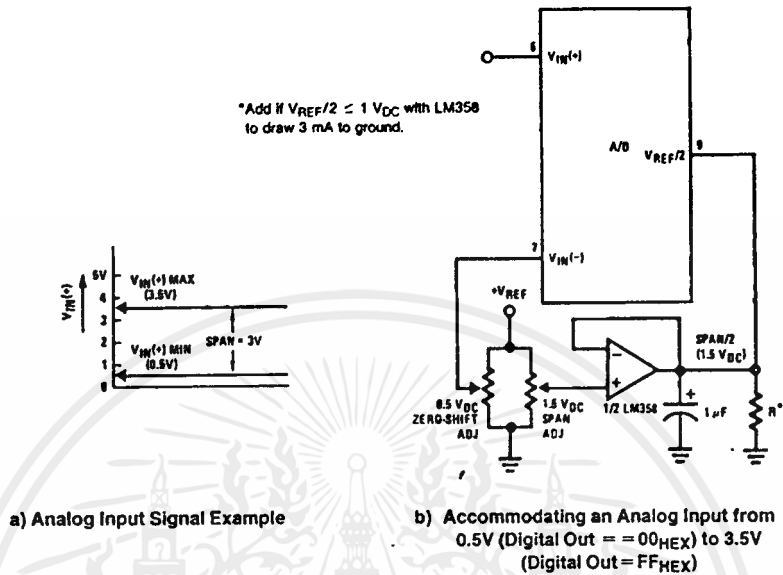 6
V_IN(+)
*Add if V_REF/2 ≤ 1 V_DC with LM358
to draw 3 mA to ground.
A/D
9
V_REF/2
7
V_IN(−)
V_IN(+)
5V
4
3
2
1
0
V_IN(+) MAX
(3.5V)
SPAN = 3V
V_IN(+) MIN
(0.5V)
+V_REF
0.5 V_DC
ZERO-SHIFT
ADJ
1.5 V_DC
SPAN
ADJ
−
+
1/2 LM358
SPAN/2
(1.5 V_DC)
+
1 µF
R*
a) Analog Input Signal Example
b) Accommodating an Analog Input from
0.5V (Digital Out = =00_HEX) to 3.5V
(Digital Out=FF_HEX)